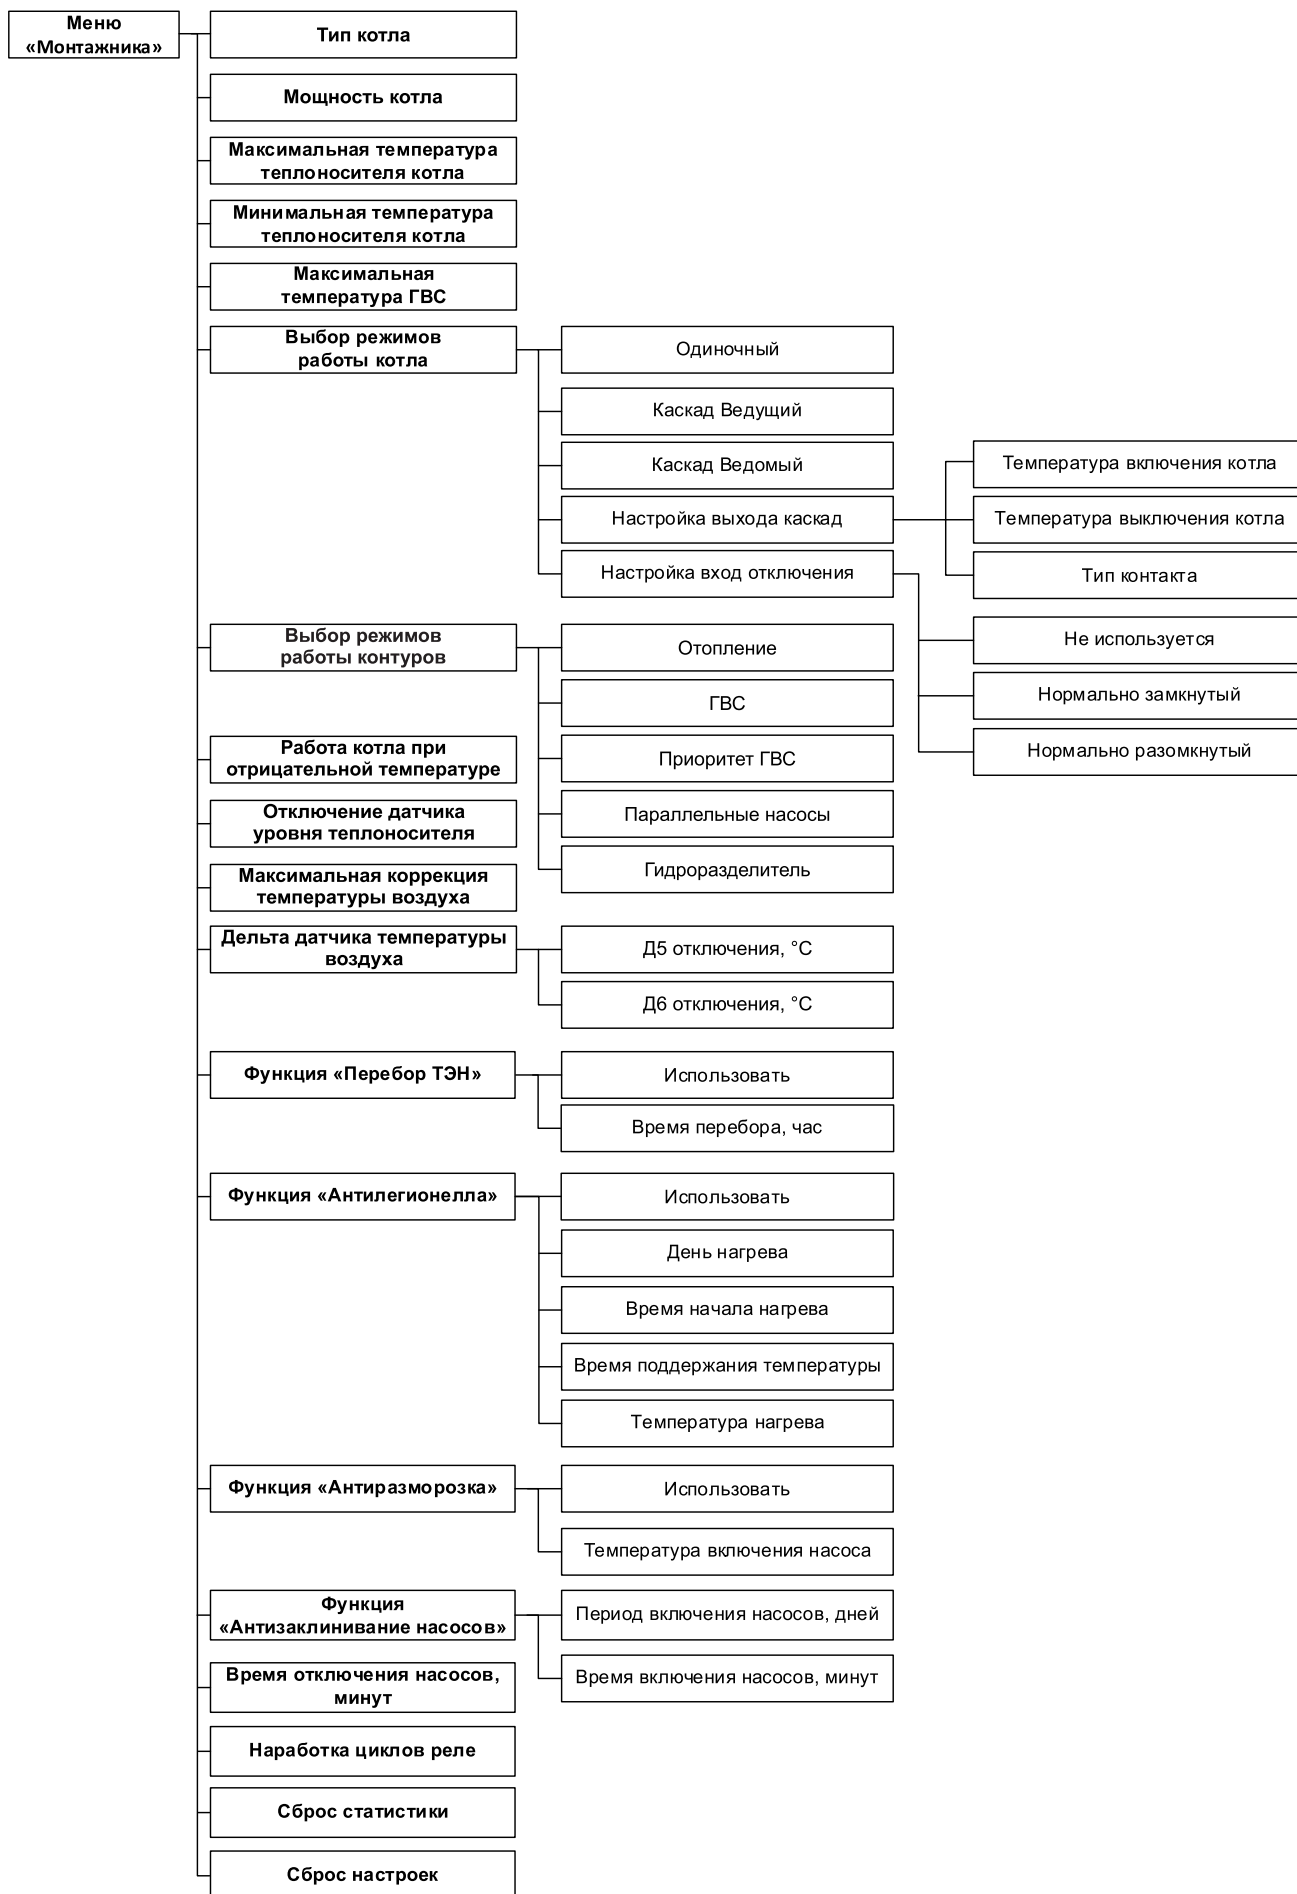 Меню
«Монтажника»
Тип котла
Мощность котла
Максимальная температура
теплоносителя котла
Минимальная температура
теплоносителя котла
Максимальная
температура ГВС
Выбор режимов
работы котла
Одиночный
Каскад Ведущий
Каскад Ведомый
Настройка выхода каскад
Температура включения котла
Температура выключения котла
Тип контакта
Настройка вход отключения
Не используется
Нормально замкнутый
Нормально разомкнутый
Выбор режимов
работы контуров
Отопление
ГВС
Приоритет ГВС
Параллельные насосы
Гидроразделитель
Работа котла при
отрицательной температуре
Отключение датчика
уровня теплоносителя
Максимальная коррекция
температуры воздуха
Дельта датчика температуры
воздуха
Д5 отключения, °С
Д6 отключения, °С
Функция «Перебор ТЭН»
Использовать
Время перебора, час
Функция «Антилегионелла»
Использовать
День нагрева
Время начала нагрева
Время поддержания температуры
Температура нагрева
Функция «Антиразморозка»
Использовать
Температура включения насоса
Функция
«Антизаклинивание насосов»
Период включения насосов, дней
Время включения насосов, минут
Время отключения насосов,
минут
Наработка циклов реле
Сброс статистики
Сброс настроек